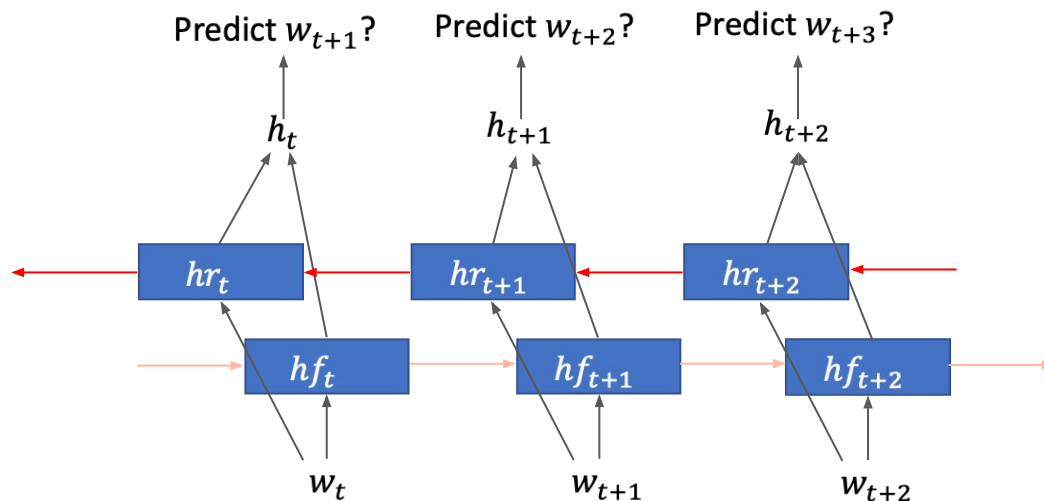 Predict w_{t+1}? Predict w_{t+2}? Predict w_{t+3}?
h_t h_{t+1} h_{t+2}
hr_t hr_{t+1} hr_{t+2}
hf_t hf_{t+1} hf_{t+2}
w_t w_{t+1} w_{t+2}